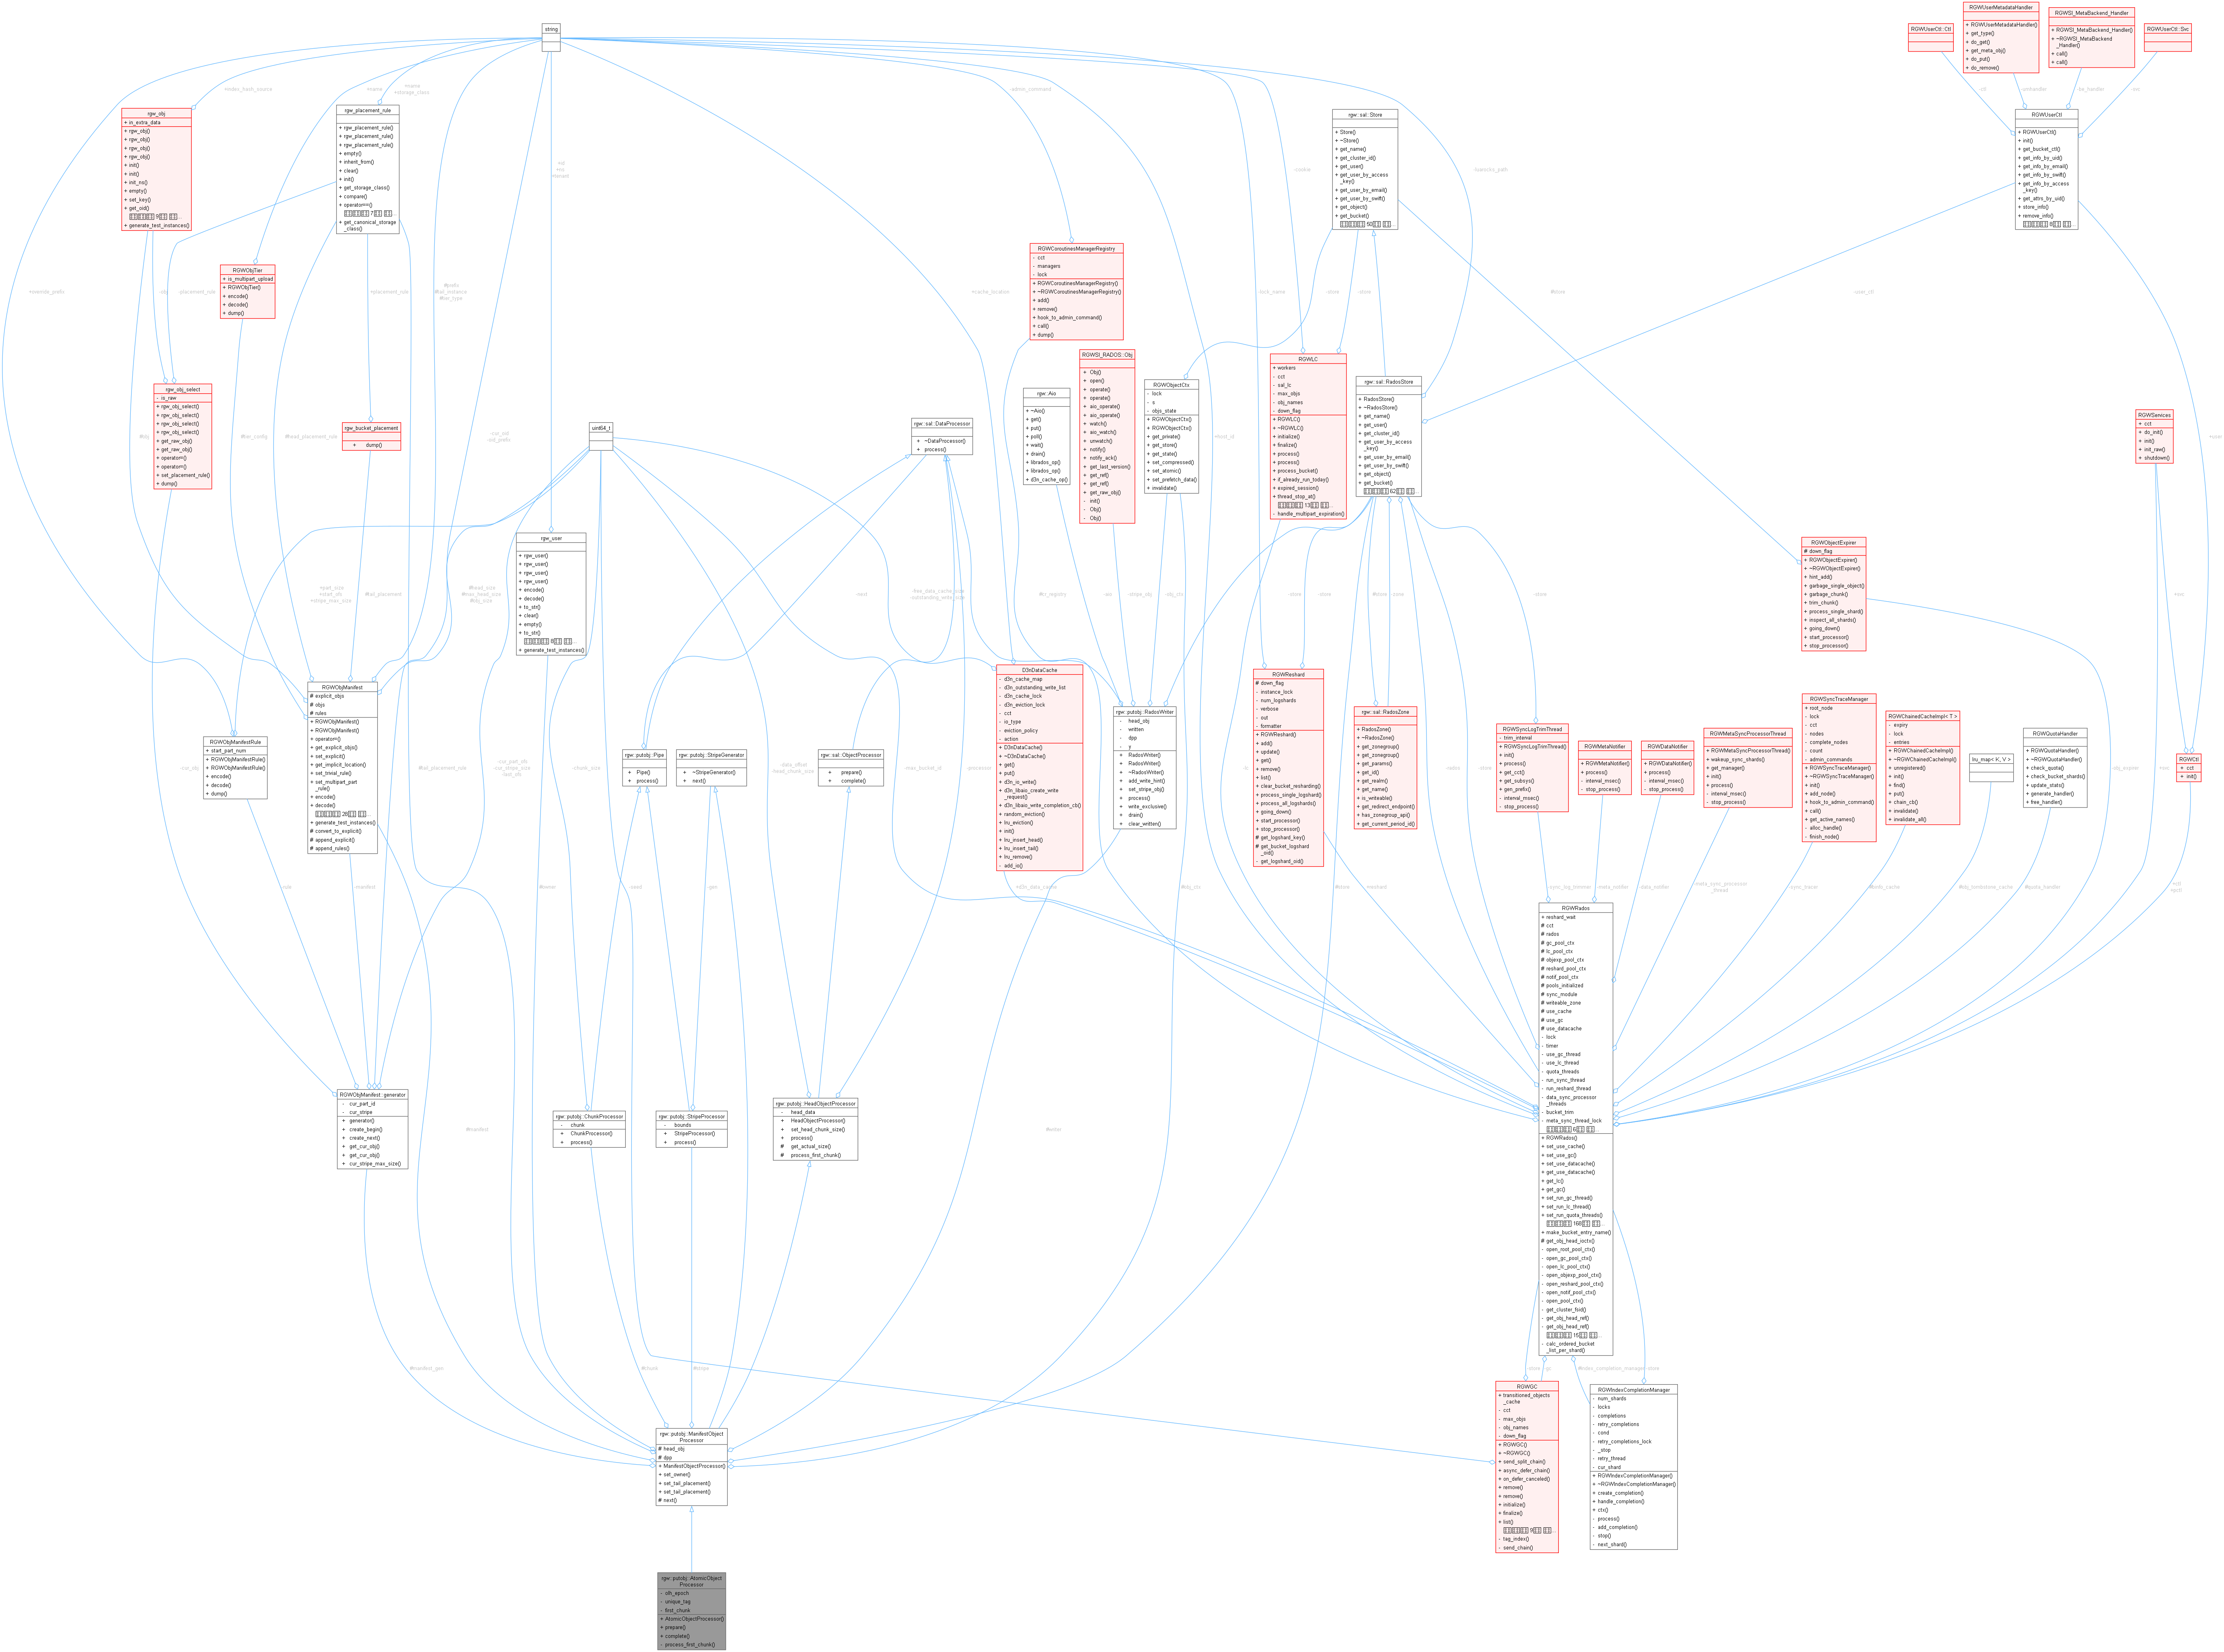 string
RGWUserCtl::Ctl
RGWUserMetadataHandler
+ RGWUserMetadataHandler()
+ get_type()
+ do_get()
+ get_meta_obj()
+ do_put()
+ do_remove()
RGWSI_MetaBackend_Handler
+ RGWSI_MetaBackend_Handler()
+ ~RGWSI_MetaBackend
_Handler()
+ call()
+ call()
RGWUserCtl::Svc
rgw_obj
+ in_extra_data
+ rgw_obj()
+ rgw_obj()
+ rgw_obj()
+ rgw_obj()
+ init()
+ init()
+ init_ns()
+ empty()
+ set_key()
+ get_oid()
+ generate_test_instances()
rgw_placement_rule
+ rgw_placement_rule()
+ rgw_placement_rule()
+ rgw_placement_rule()
+ empty()
+ inherit_from()
+ clear()
+ init()
+ get_storage_class()
+ compare()
+ operator==()
+ get_canonical_storage
_class()
rgw::sal::Store
+ Store()
+ ~Store()
+ get_name()
+ get_cluster_id()
+ get_user()
+ get_user_by_access
_key()
+ get_user_by_email()
+ get_user_by_swift()
+ get_object()
+ get_bucket()
RGWUserCtl
+ RGWUserCtl()
+ init()
+ get_bucket_ctl()
+ get_info_by_uid()
+ get_info_by_email()
+ get_info_by_swift()
+ get_info_by_access
_key()
+ get_attrs_by_uid()
+ store_info()
+ remove_info()
RGWObjTier
+ is_multipart_upload
+ RGWObjTier()
+ encode()
+ decode()
+ dump()
RGWCoroutinesManagerRegistry
- cct
- managers
- lock
+ RGWCoroutinesManagerRegistry()
+ ~RGWCoroutinesManagerRegistry()
+ add()
+ remove()
+ hook_to_admin_command()
+ call()
+ dump()
rgw_obj_select
- is_raw
+ rgw_obj_select()
+ rgw_obj_select()
+ rgw_obj_select()
+ rgw_obj_select()
+ get_raw_obj()
+ get_raw_obj()
+ operator=()
+ operator=()
+ set_placement_rule()
+ dump()
rgw_bucket_placement
+ dump()
uint64_t
rgw::sal::DataProcessor
+ ~DataProcessor()
+ process()
rgw::Aio
+ ~Aio()
+ get()
+ put()
+ poll()
+ wait()
+ drain()
+ librados_op()
+ librados_op()
+ d3n_cache_op()
RGWSI_RADOS::Obj
+ Obj()
+ open()
+ operate()
+ operate()
+ aio_operate()
+ aio_operate()
+ watch()
+ aio_watch()
+ unwatch()
+ notify()
+ notify_ack()
+ get_last_version()
+ get_ref()
+ get_ref()
+ get_raw_obj()
- init()
- Obj()
- Obj()
RGWObjectCtx
- lock
- s
- objs_state
+ RGWObjectCtx()
+ RGWObjectCtx()
+ get_private()
+ get_store()
+ get_state()
+ set_compressed()
+ set_atomic()
+ set_prefetch_data()
+ invalidate()
RGWLC
+ workers
- cct
- sal_lc
- max_objs
- obj_names
- down_flag
+ RGWLC()
+ ~RGWLC()
+ initialize()
+ finalize()
+ process()
+ process()
+ process_bucket()
+ if_already_run_today()
+ expired_session()
+ thread_stop_at()
- handle_multipart_expiration()
rgw::sal::RadosStore
+ RadosStore()
+ ~RadosStore()
+ get_name()
+ get_user()
+ get_cluster_id()
+ get_user_by_access
_key()
+ get_user_by_email()
+ get_user_by_swift()
+ get_object()
+ get_bucket()
RGWServices
+ cct
+ do_init()
+ init()
+ init_raw()
+ shutdown()
rgw_user
+ rgw_user()
+ rgw_user()
+ rgw_user()
+ rgw_user()
+ encode()
+ decode()
+ to_str()
+ clear()
+ empty()
+ to_str()
+ generate_test_instances()
RGWObjectExpirer
# down_flag
+ RGWObjectExpirer()
+ ~RGWObjectExpirer()
+ hint_add()
+ garbage_single_object()
+ garbage_chunk()
+ trim_chunk()
+ process_single_shard()
+ inspect_all_shards()
+ going_down()
+ start_processor()
+ stop_processor()
RGWObjManifest
# explicit_objs
# objs
# rules
+ RGWObjManifest()
+ RGWObjManifest()
+ operator=()
+ get_explicit_objs()
+ set_explicit()
+ get_implicit_location()
+ set_trivial_rule()
+ set_multipart_part
_rule()
+ encode()
+ decode()
+ generate_test_instances()
# convert_to_explicit()
# append_explicit()
# append_rules()
RGWObjManifestRule
+ start_part_num
+ RGWObjManifestRule()
+ RGWObjManifestRule()
+ encode()
+ decode()
+ dump()
rgw::putobj::Pipe
+ Pipe()
+ process()
rgw::putobj::StripeGenerator
+ ~StripeGenerator()
+ next()
rgw::sal::ObjectProcessor
+ prepare()
+ complete()
D3nDataCache
- d3n_cache_map
- d3n_outstanding_write_list
- d3n_cache_lock
- d3n_eviction_lock
- cct
- io_type
- eviction_policy
- action
+ D3nDataCache()
+ ~D3nDataCache()
+ get()
+ put()
+ d3n_io_write()
+ d3n_libaio_create_write
_request()
+ d3n_libaio_write_completion_cb()
+ random_eviction()
+ lru_eviction()
+ init()
+ lru_insert_head()
+ lru_insert_tail()
+ lru_remove()
- add_io()
rgw::putobj::RadosWriter
- head_obj
- written
- dpp
- y
+ RadosWriter()
+ RadosWriter()
+ ~RadosWriter()
+ add_write_hint()
+ set_stripe_obj()
+ process()
+ write_exclusive()
+ drain()
+ clear_written()
RGWReshard
# down_flag
- instance_lock
- num_logshards
- verbose
- out
- formatter
+ RGWReshard()
+ add()
+ update()
+ get()
+ remove()
+ list()
+ clear_bucket_resharding()
+ process_single_logshard()
+ process_all_logshards()
+ going_down()
+ start_processor()
+ stop_processor()
# get_logshard_key()
# get_bucket_logshard
_oid()
- get_logshard_oid()
rgw::sal::RadosZone
+ RadosZone()
+ ~RadosZone()
+ get_zonegroup()
+ get_zonegroup()
+ get_params()
+ get_id()
+ get_realm()
+ get_name()
+ is_writeable()
+ get_redirect_endpoint()
+ has_zonegroup_api()
+ get_current_period_id()
RGWSyncLogTrimThread
- trim_interval
+ RGWSyncLogTrimThread()
+ init()
+ process()
+ get_cct()
+ get_subsys()
+ gen_prefix()
- interval_msec()
- stop_process()
RGWMetaNotifier
+ RGWMetaNotifier()
+ process()
- interval_msec()
- stop_process()
RGWDataNotifier
+ RGWDataNotifier()
+ process()
- interval_msec()
- stop_process()
RGWMetaSyncProcessorThread
+ RGWMetaSyncProcessorThread()
+ wakeup_sync_shards()
+ get_manager()
+ init()
+ process()
- interval_msec()
- stop_process()
RGWSyncTraceManager
+ root_node
- lock
- cct
- nodes
- complete_nodes
- count
- admin_commands
+ RGWSyncTraceManager()
+ ~RGWSyncTraceManager()
+ init()
+ add_node()
+ hook_to_admin_command()
+ call()
+ get_active_names()
- alloc_handle()
- finish_node()
RGWChainedCacheImpl< T >
- expiry
- lock
- entries
+ RGWChainedCacheImpl()
+ ~RGWChainedCacheImpl()
+ unregistered()
+ init()
+ find()
+ put()
+ chain_cb()
+ invalidate()
+ invalidate_all()
lru_map< K, V >
RGWQuotaHandler
+ RGWQuotaHandler()
+ ~RGWQuotaHandler()
+ check_quota()
+ check_bucket_shards()
+ update_stats()
+ generate_handler()
+ free_handler()
RGWCtl
+ cct
+ init()
RGWObjManifest::generator
- cur_part_id
- cur_stripe
+ generator()
+ create_begin()
+ create_next()
+ get_cur_obj()
+ get_cur_obj()
+ cur_stripe_max_size()
rgw::putobj::ChunkProcessor
- chunk
+ ChunkProcessor()
+ process()
rgw::putobj::StripeProcessor
- bounds
+ StripeProcessor()
+ process()
rgw::putobj::HeadObjectProcessor
- head_data
+ HeadObjectProcessor()
+ set_head_chunk_size()
+ process()
# get_actual_size()
# process_first_chunk()
RGWRados
+ reshard_wait
# cct
# rados
# gc_pool_ctx
# lc_pool_ctx
# objexp_pool_ctx
# reshard_pool_ctx
# notif_pool_ctx
# pools_initialized
# sync_module
# writeable_zone
# use_cache
# use_gc
# use_datacache
- lock
- timer
- use_gc_thread
- use_lc_thread
- quota_threads
- run_sync_thread
- run_reshard_thread
- data_sync_processor
_threads
- bucket_trim
- meta_sync_thread_lock
+ RGWRados()
+ set_use_cache()
+ set_use_gc()
+ set_use_datacache()
+ get_use_datacache()
+ get_lc()
+ get_gc()
+ set_run_gc_thread()
+ set_run_lc_thread()
+ set_run_quota_threads()
+ make_bucket_entry_name()
# get_obj_head_ioctx()
- open_root_pool_ctx()
- open_gc_pool_ctx()
- open_lc_pool_ctx()
- open_objexp_pool_ctx()
- open_reshard_pool_ctx()
- open_notif_pool_ctx()
- open_pool_ctx()
- get_cluster_fsid()
- get_obj_head_ref()
- get_obj_head_ref()
- calc_ordered_bucket
_list_per_shard()
RGWGC
+ transitioned_objects
_cache
- cct
- max_objs
- obj_names
- down_flag
+ RGWGC()
+ ~RGWGC()
+ send_split_chain()
+ async_defer_chain()
+ on_defer_canceled()
+ remove()
+ remove()
+ initialize()
+ finalize()
+ list()
- tag_index()
- send_chain()
RGWIndexCompletionManager
- num_shards
- locks
- completions
- retry_completions
- cond
- retry_completions_lock
- _stop
- retry_thread
- cur_shard
+ RGWIndexCompletionManager()
+ ~RGWIndexCompletionManager()
+ create_completion()
+ handle_completion()
+ ctx()
- process()
- add_completion()
- stop()
- next_shard()
rgw::putobj::ManifestObject
Processor
# head_obj
# dpp
+ ManifestObjectProcessor()
+ set_owner()
+ set_tail_placement()
+ set_tail_placement()
# next()
rgw::putobj::AtomicObject
Processor
- olh_epoch
- unique_tag
- first_chunk
+ AtomicObjectProcessor()
+ prepare()
+ complete()
- process_first_chunk()